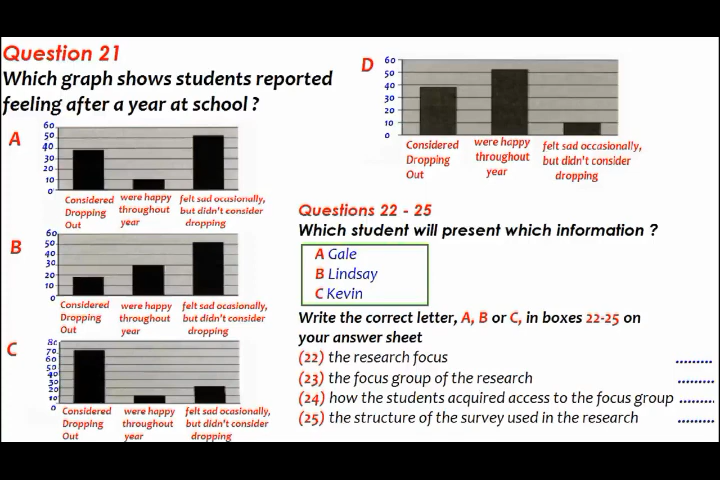 Question 21
Which graph shows students reported
feeling after a year at school ?
A
60
50
40
30
20
10
0
Considered
Dropping
Out
were happy
throughout
year
felt sad ocasionally,
but didn't consider
dropping
B
60
50
40
30
20
10
0
Considered
Dropping
Out
were happy
throughout
year
felt sad ocasionally,
but didn't consider
dropping
C
80
70
60
50
40
30
20
10
0
Considered
Dropping
Out
were happy
throughout
year
felt sad ocasionally,
but didn't consider
dropping
D
60
50
40
30
20
10
0
Considered
Dropping
Out
were happy
throughout
year
felt sad occasionally,
but didn't consider
dropping
Questions 22 - 25
Which student will present which information ?
A Gale
B Lindsay
C Kevin
Write the correct letter, A, B or C, in boxes 22-25 on
your answer sheet
(22) the research focus ..........
(23) the focus group of the research ..........
(24) how the students acquired access to the focus group ..........
(25) the structure of the survey used in the research ..........